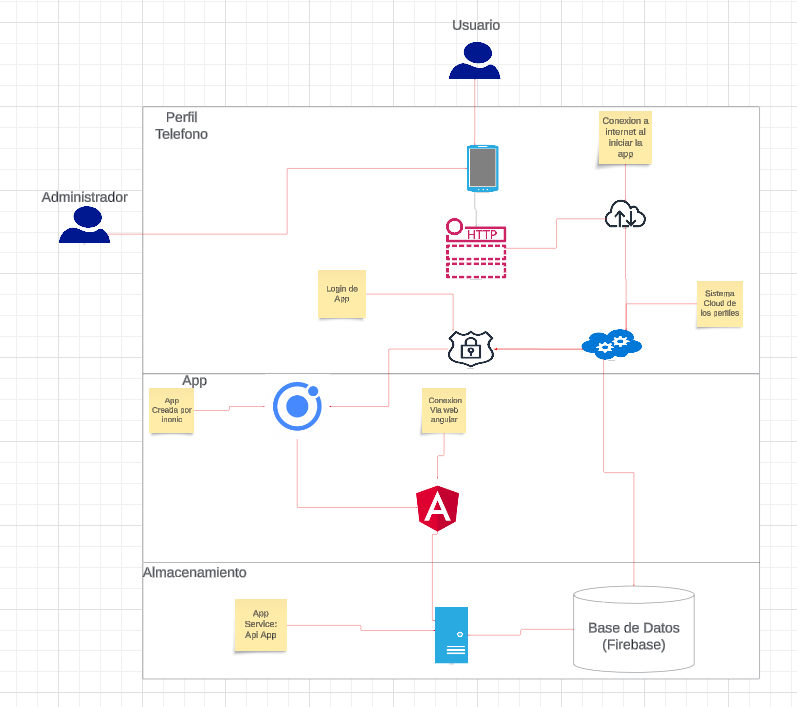 Usuario
Perfil
Telefono
Conexion a
internet al
iniciar la
app
Administrador
HTTP
Login de
App
Sistema
Cloud de
los perfiles
App
App
Creada por
inonic
Conexion
Via web
angular
A
Almacenamiento
App
Service:
Api App
Base de Datos
(Firebase)